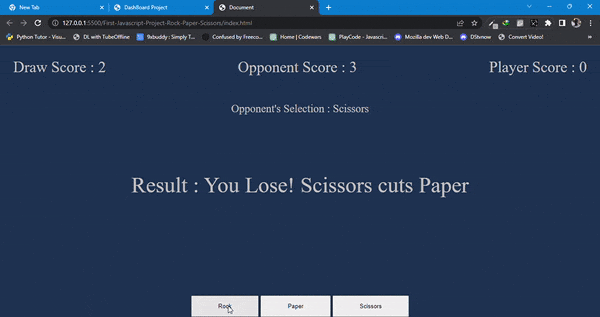 New Tab
DashBoard Project
Document
127.0.0.1:5500/First-Javascript-Project-Rock-Paper-Scissors/index.html
Python Tutor - Visu... DL with TubeOffline 9xbuddy : Simply T... Confused by Freeco... Home | Codewars PlayCode - Javascri... Mozilla dev Web D... DStvnow Convert Video! »
Draw Score : 2 Opponent Score : 3 Player Score : 0
Opponent's Selection : Scissors
Result : You Lose! Scissors cuts Paper
Rock Paper Scissors